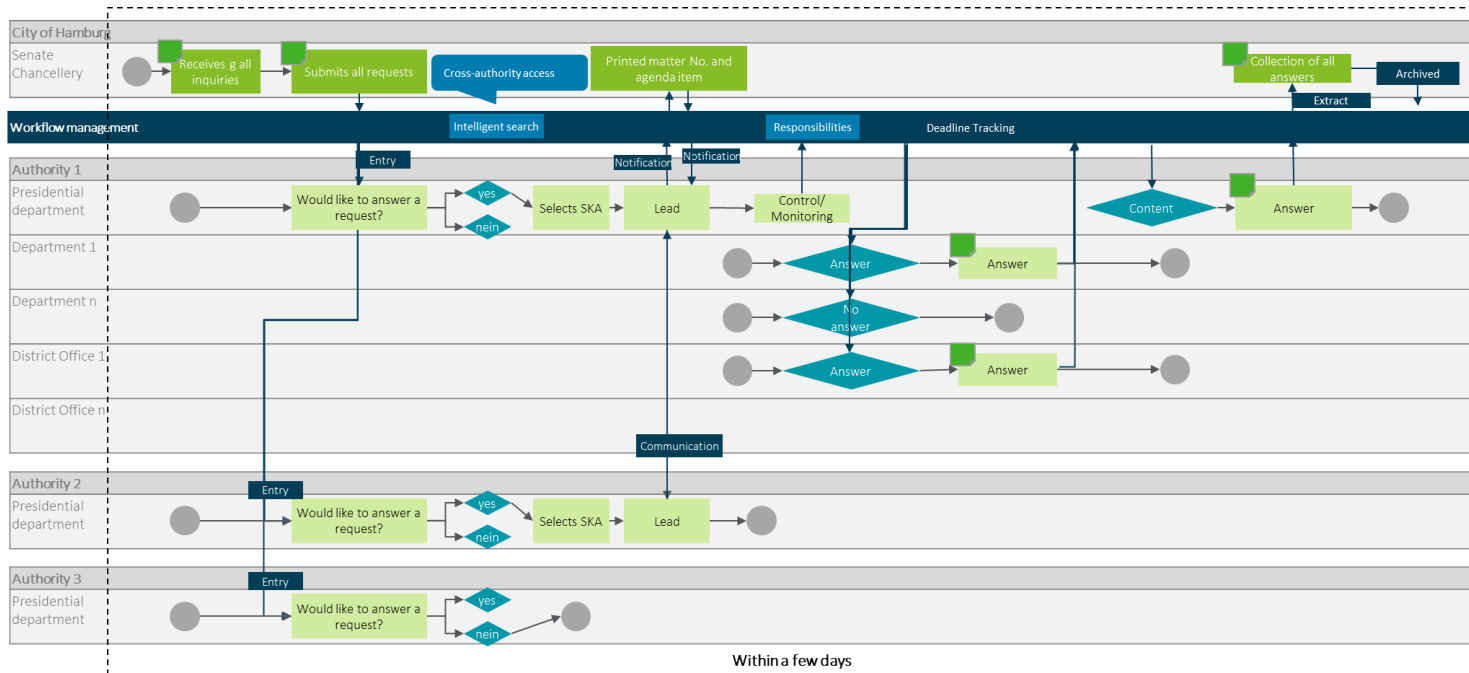 City of Hamburg
Senate
Chancellery
Receives g all
inquiries
Submits all requests
Cross-authority access
Printed matter No. and
agenda item
Collection of all
answers
Archived
Extract
Workflow management
Intelligent search
Responsibilities
Deadline Tracking
Entry
Notification
Notification
Authority 1
Presidential
department
Would like to answer a
request?
yes
nein
Selects SKA
Lead
Control/
Monitoring
Content
Answer
Department 1
Answer
Answer
Department n
No
answer
District Office 1
Answer
Answer
District Office n
Communication
Authority 2
Entry
Presidential
department
Would like to answer a
request?
yes
nein
Selects SKA
Lead
Authority 3
Entry
Presidential
department
Would like to answer a
request?
yes
nein
Within a few days